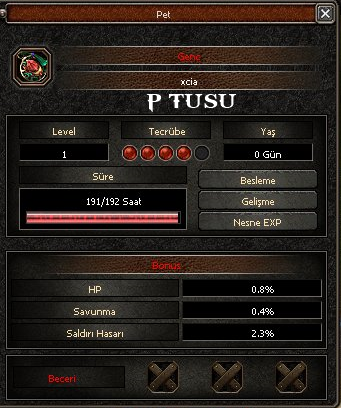 Pet
Genç
xcia
P TUSU
Level Tecrübe Yaş
1 0 Gün
Süre
191/192 Saat
Besleme
Gelişme
Nesne EXP
Bonus
HP 0.8%
Savunma 0.4%
Saldırı Hasarı 2.3%
Beceri